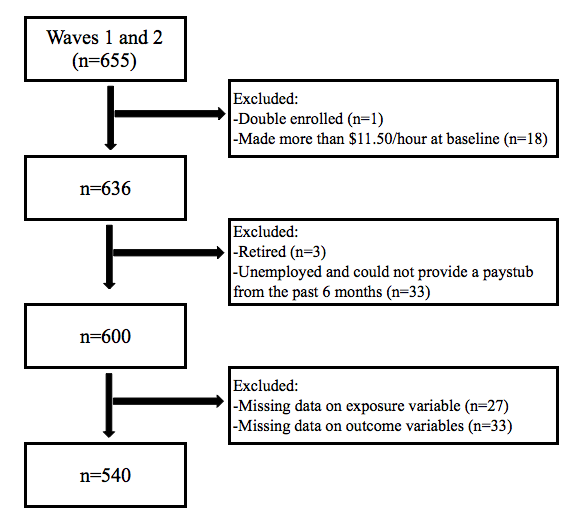 Waves 1 and 2
(n=655)
Excluded:
-Double enrolled (n=1)
-Made more than $11.50/hour at baseline (n=18)
n=636
Excluded:
-Retired (n=3)
-Unemployed and could not provide a paystub
from the past 6 months (n=33)
n=600
Excluded:
-Missing data on exposure variable (n=27)
-Missing data on outcome variables (n=33)
n=540